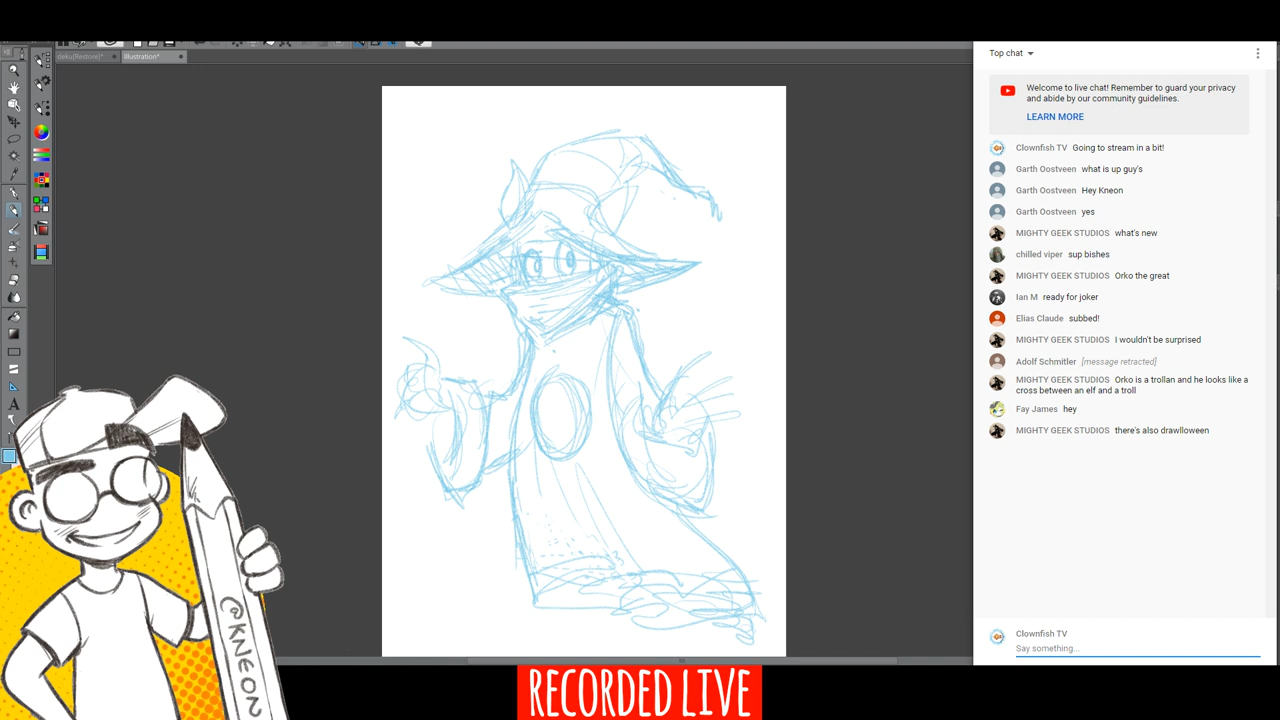 deku(Restore)*
Illustration*
Top chat
Welcome to live chat! Remember to guard your privacy
and abide by our community guidelines.
LEARN MORE
Clownfish TV Going to stream in a bit!
Garth Oostveen what is up guy's
Garth Oostveen Hey Kneon
Garth Oostveen yes
MIGHTY GEEK STUDIOS what's new
chilled viper sup bishes
MIGHTY GEEK STUDIOS Orko the great
Ian M ready for joker
Elias Claude subbed!
MIGHTY GEEK STUDIOS I wouldn't be surprised
Adolf Schmitler [message retracted]
MIGHTY GEEK STUDIOS Orko is a trollan and he looks like a
cross between an elf and a troll
Fay James hey
MIGHTY GEEK STUDIOS there's also drawlloween
Clownfish TV
Say something...
@KNEON
RECORDED LIVE